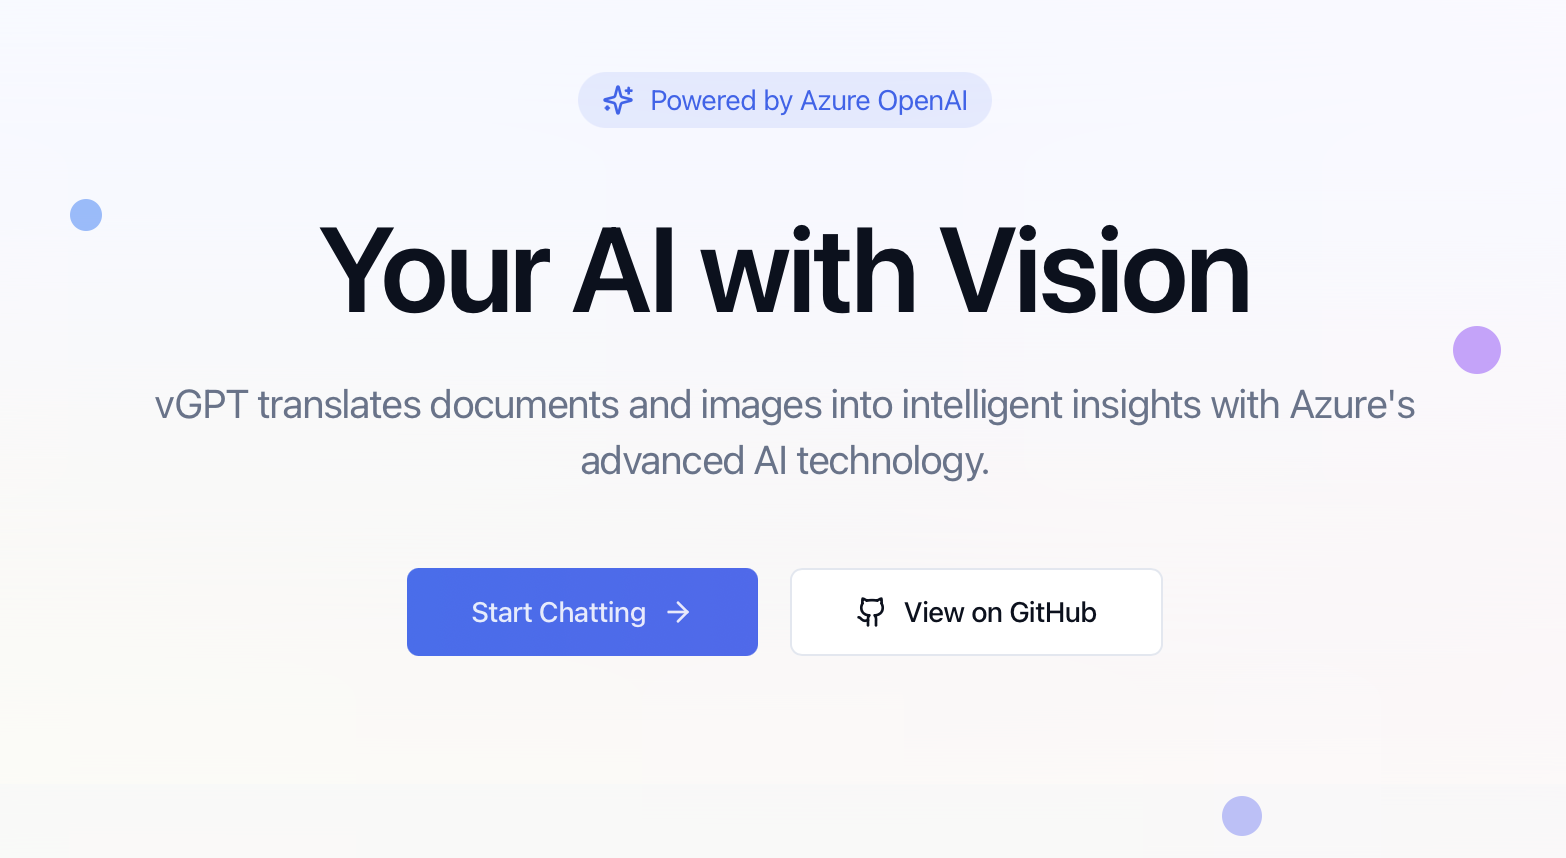 Powered by Azure OpenAI
Your AI with Vision
vGPT translates documents and images into intelligent insights with Azure's
advanced AI technology.
Start Chatting
View on GitHub